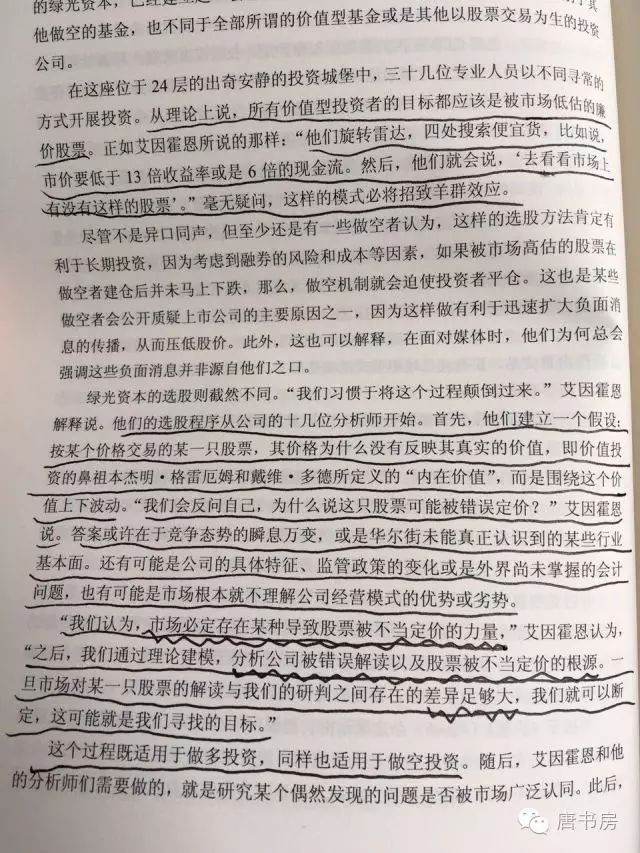 的绿光资本，已经建立
他做空的基金，也不同于全部所谓的价值型基金或是其他以股票交易为生的投资
公司。
在这座位于 24 层的出奇安静的投资城堡中，三十几位专业人员以不同寻常的
方式开展投资。从理论上说，所有价值型投资者的目标都应该是被市场低估的廉
价股票。正如艾因霍恩所说的那样：“他们旋转雷达，四处搜索便宜货，比如说，
市价要低于 13 倍收益率或是 6 倍的现金流。然后，他们就会说，‘去看看市场上
有没有这样的股票’。”毫无疑问，这样的模式必将招致羊群效应。
尽管不是异口同声，但至少还是有一些做空者认为，这样的选股方法肯定有
利于长期投资，因为考虑到融券的风险和成本等因素，如果被市场高估的股票在
做空者建仓后并未马上下跌，那么，做空机制就会迫使投资者平仓。这也是某些
做空者会公开质疑上市公司的主要原因之一，因为这样做有利于迅速扩大负面消
息的传播，从而压低股价。此外，这也可以解释，在面对媒体时，他们为何总会
强调这些负面消息并非源自他们之口。
绿光资本的选股则截然不同。“我们习惯于将这个过程颠倒过来。”艾因霍恩
解释说。他们的选股程序从公司的十几位分析师开始。首先，他们建立一个假设：
按某个价格交易的某一只股票，其价格为什么没有反映其真实的价值，即价值投
资的鼻祖本杰明·格雷厄姆和戴维·多德所定义的“内在价值”，而是围绕这个价
值上下波动。“我们会反问自己，为什么说这只股票可能被错误定价？”艾因霍恩
说。答案或许在于竞争态势的瞬息万变，或是华尔街未能真正认识到的某些行业
基本面。还有可能是公司的具体特征、监管政策的变化或是外界尚未掌握的会计
问题，也有可能是市场根本就不理解公司经营模式的优势或劣势。
“我们认为，市场必定存在某种导致股票被不当定价的力量，”艾因霍恩认为，
“之后，我们通过理论建模，分析公司被错误解读以及股票被不当定价的根源。一
旦市场对某一只股票的解读与我们的研判之间存在的差异足够大，我们就可以断
定，这可能就是我们寻找的目标。”
这个过程既适用于做多投资，同样也适用于做空投资。随后，艾因霍恩和他
的分析师们需要做的，就是研究某个偶然发现的问题是否被市场广泛认同。此后，
唐书房